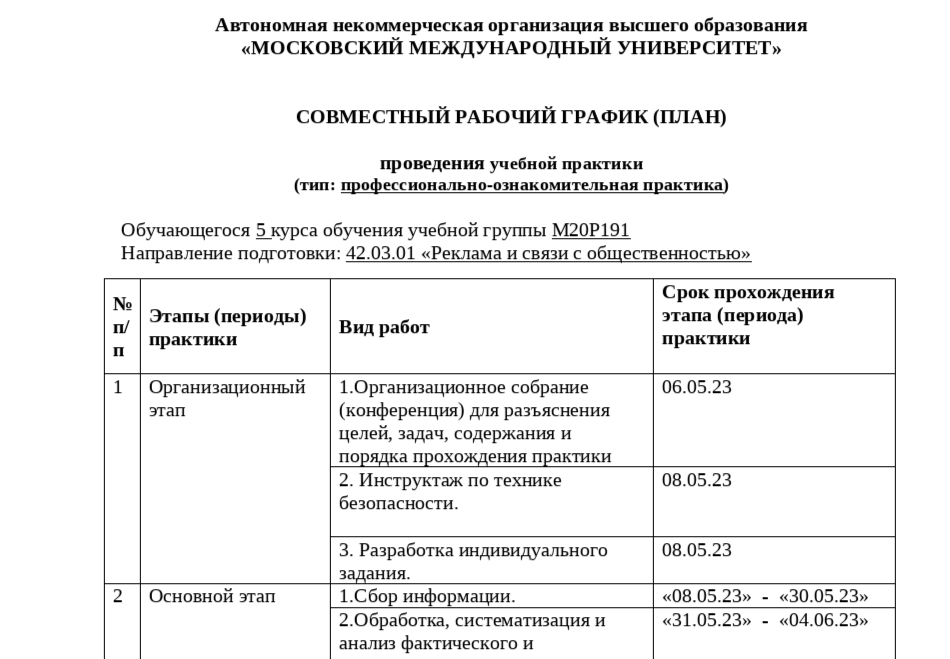 Автономная некоммерческая организация высшего образования
«МОСКОВСКИЙ МЕЖДУНАРОДНЫЙ УНИВЕРСИТЕТ»
СОВМЕСТНЫЙ РАБОЧИЙ ГРАФИК (ПЛАН)
проведения учебной практики
(тип: профессионально-ознакомительная практика)
Обучающегося 5 курса обучения учебной группы М20Р191
Направление подготовки: 42.03.01 «Реклама и связи с общественностью»
№
п/
п
Этапы (периоды)
практики
Вид работ
Срок прохождения
этапа (периода)
практики
1
Организационный
этап
1.Организационное собрание
(конференция) для разъяснения
целей, задач, содержания и
порядка прохождения практики
06.05.23
2. Инструктаж по технике
безопасности.
08.05.23
3. Разработка индивидуального
задания.
08.05.23
2
Основной этап
1.Сбор информации.
«08.05.23» - «30.05.23»
2.Обработка, систематизация и
анализ фактического и
«31.05.23» - «04.06.23»